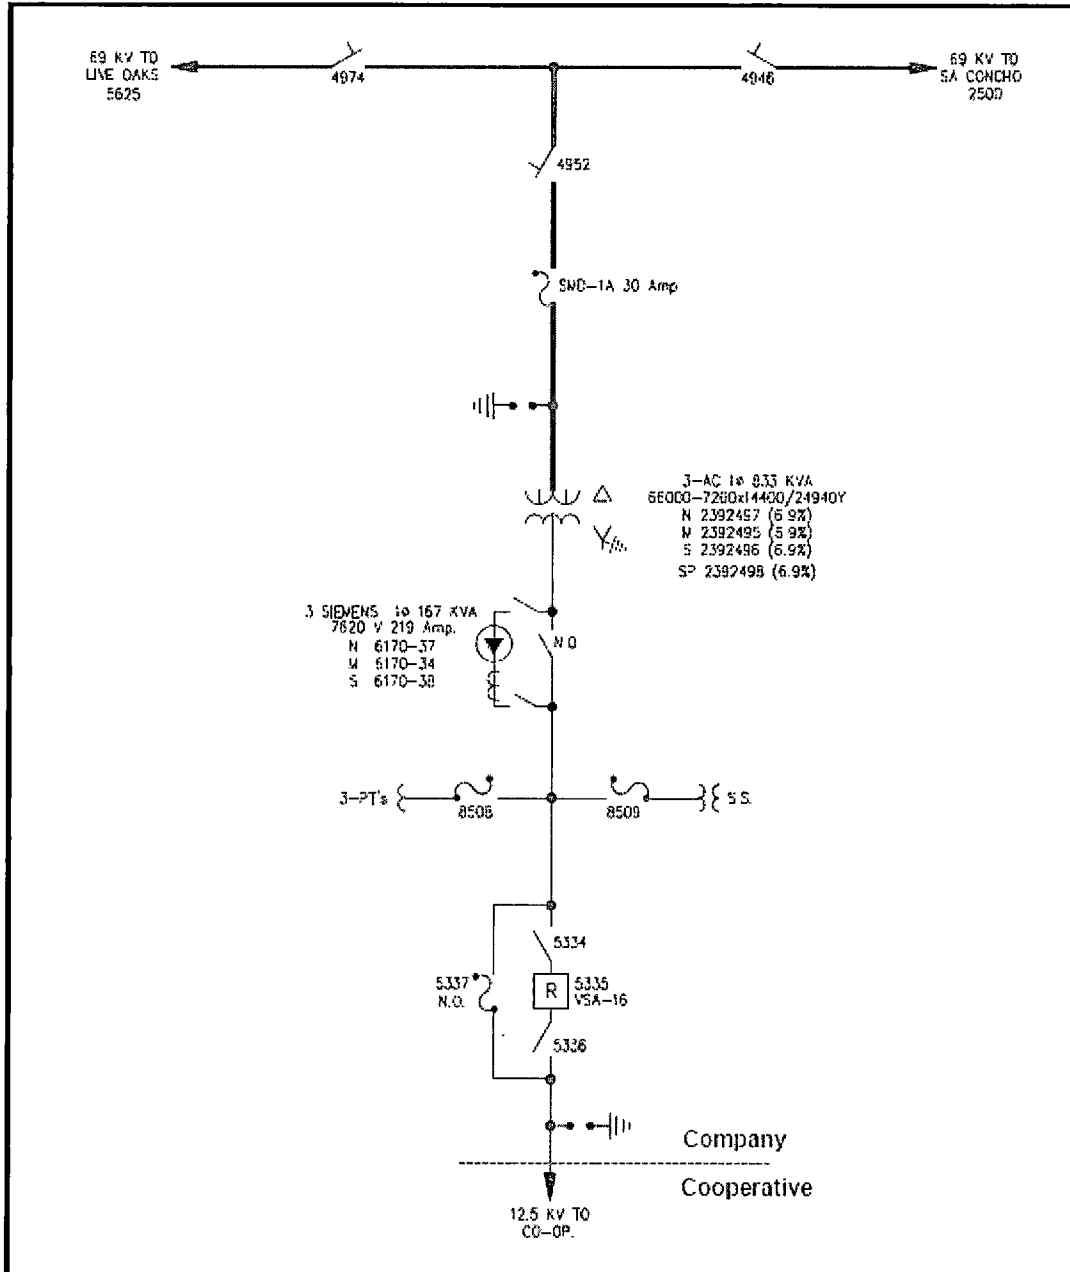 69 KV TO
LIVE OAKS
5625
4974
4946
69 KV TO
SA CONCHO
2500
4952
SMD-1A 30 Amp
3-AC 1ø 833 KVA
66000-7200x14400/24940Y
N 2392497 (6.9%)
M 2392495 (6.9%)
S 2392496 (6.9%)
SP 2392498 (6.9%)
3 SIEMENS 1ø 167 KVA
7620 V 219 Amp.
N 6170-37
M 6170-34
S 6170-38
N.O
3-PT's
8508
8509
S.S.
5334
5337
N.O.
R
5335
VSA-16
5336
Company
Cooperative
12.5 KV TO
CO-OP.